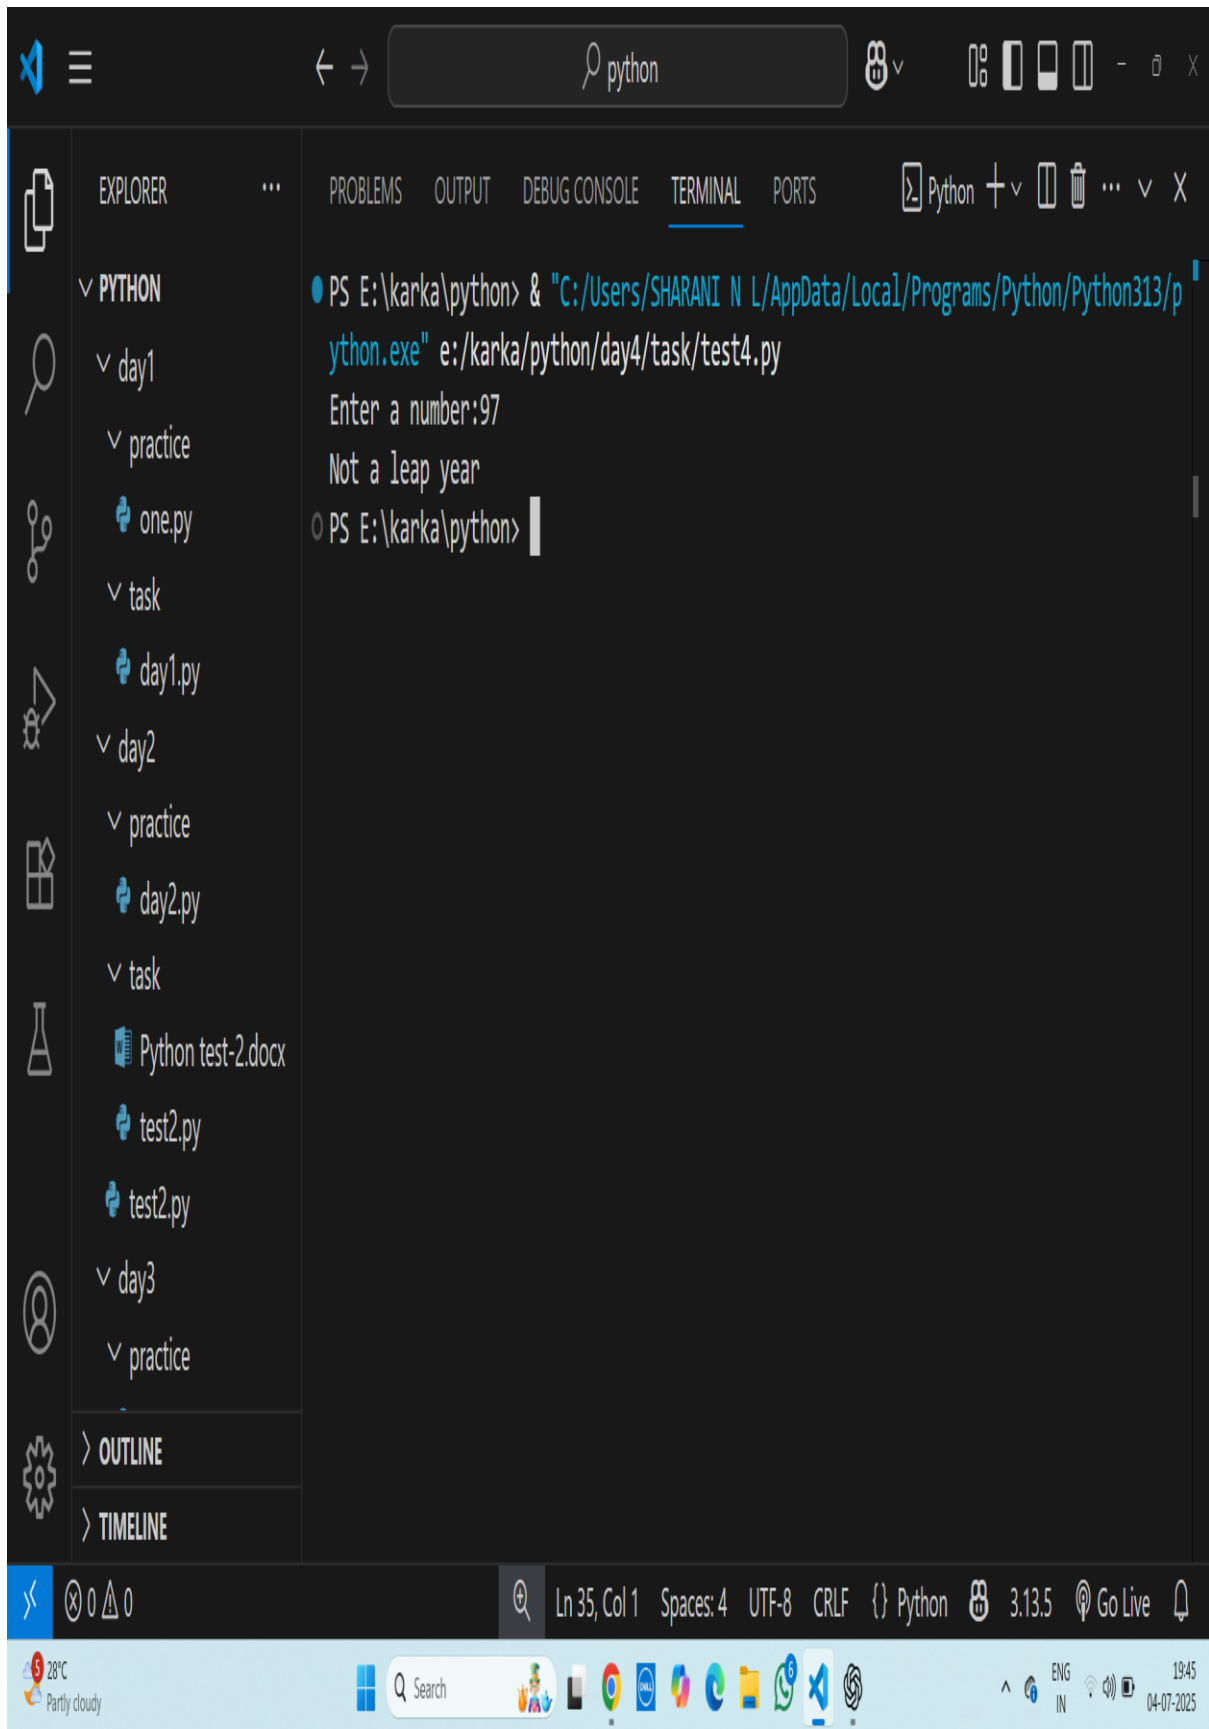 python
EXPLORER
PROBLEMS OUTPUT DEBUG CONSOLE TERMINAL PORTS Python
PYTHON
day1
practice
one.py
task
day1.py
day2
practice
day2.py
task
Python test-2.docx
test2.py
test2.py
day3
practice
OUTLINE
TIMELINE
PS E:\karka\python> & "C:/Users/SHARANI N L/AppData/Local/Programs/Python/Python313/p
ython.exe" e:/karka/python/day4/task/test4.py
Enter a number:97
Not a leap year
PS E:\karka\python>
0 0 Ln 35, Col 1 Spaces: 4 UTF-8 CRLF {} Python 3.13.5 Go Live
5 28°C
Partly cloudy
Search
DELL
6
ENG
IN
19:45
04-07-2025